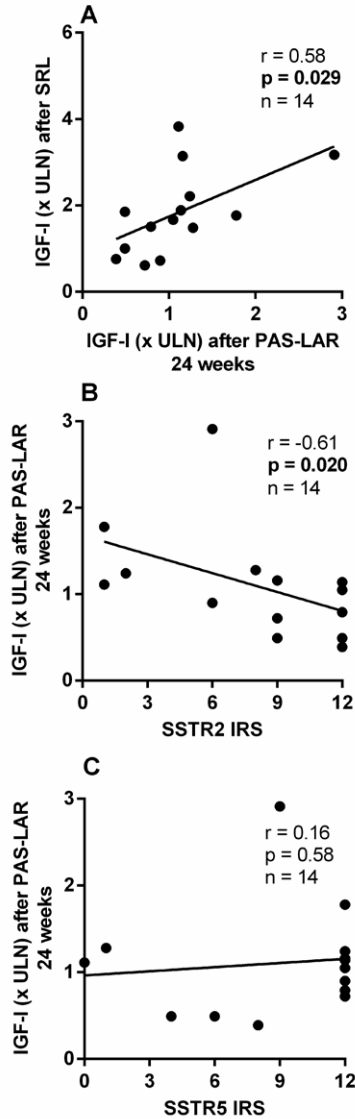 A
6
4
2
0
IGF-I (x ULN) after SRL
r = 0.58
p = 0.029
n = 14
0 1 2 3
IGF-I (x ULN) after PAS-LAR
24 weeks
B
3
2
1
0
IGF-I (x ULN) after PAS-LAR
24 weeks
r = -0.61
p = 0.020
n = 14
0 3 6 9 12
SSTR2 IRS
C
3
2
1
0
IGF-I (x ULN) after PAS-LAR
24 weeks
r = 0.16
p = 0.58
n = 14
0 3 6 9 12
SSTR5 IRS